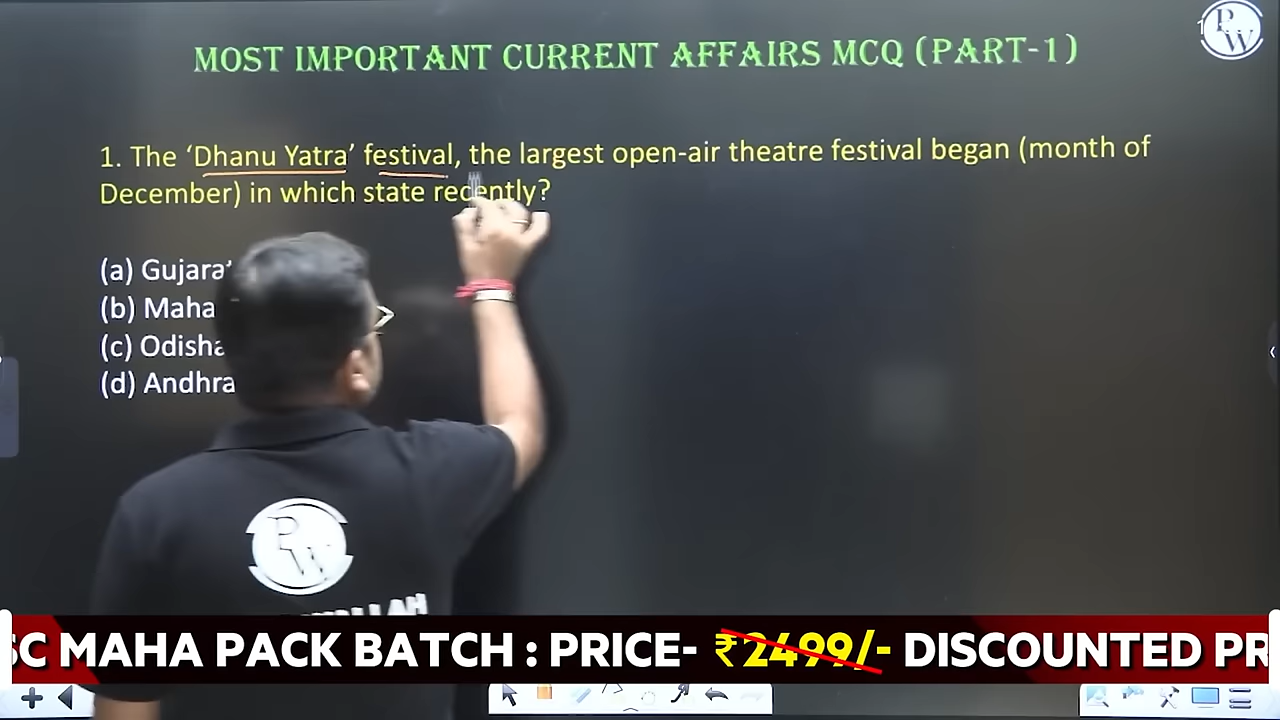 MOST IMPORTANT CURRENT AFFAIRS MCQ (PART-1)
PW
1. The ‘Dhanu Yatra’ festival, the largest open-air theatre festival began (month of
December) in which state recently?
(a) Gujarat
(b) Maha
(c) Odisha
(d) Andhra
PW
SC MAHA PACK BATCH : PRICE- ₹2499/- DISCOUNTED PR